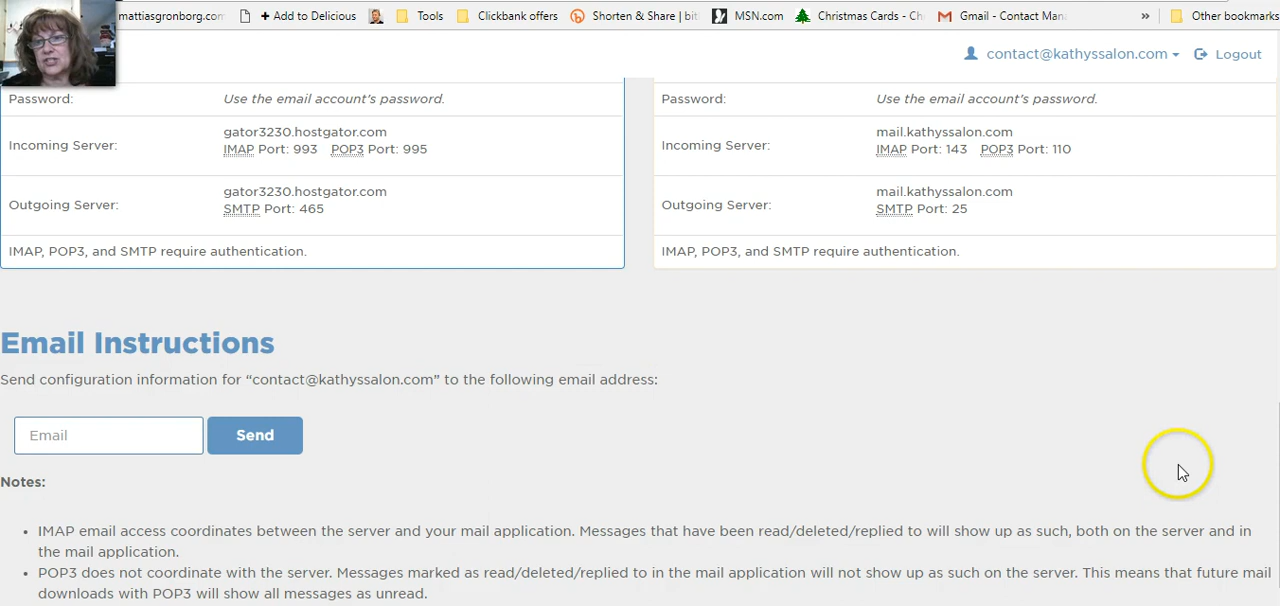 mattiasgronborg.com + Add to Delicious Tools Clickbank offers Shorten & Share | bit MSN.com Christmas Cards - Ch Gmail - Contact Man » Other bookmarks
contact@kathyssalon.com Logout
Password: Use the email account's password.
Password: Use the email account's password.
Incoming Server: gator3230.hostgator.com
IMAP Port: 993 POP3 Port: 995
Incoming Server: mail.kathyssalon.com
IMAP Port: 143 POP3 Port: 110
Outgoing Server: gator3230.hostgator.com
SMTP Port: 465
Outgoing Server: mail.kathyssalon.com
SMTP Port: 25
IMAP, POP3, and SMTP require authentication.
IMAP, POP3, and SMTP require authentication.
Email Instructions
Send configuration information for “contact@kathyssalon.com” to the following email address:
Email Send
Notes:
• IMAP email access coordinates between the server and your mail application. Messages that have been read/deleted/replied to will show up as such, both on the server and in
the mail application.
• POP3 does not coordinate with the server. Messages marked as read/deleted/replied to in the mail application will not show up as such on the server. This means that future mail
downloads with POP3 will show all messages as unread.